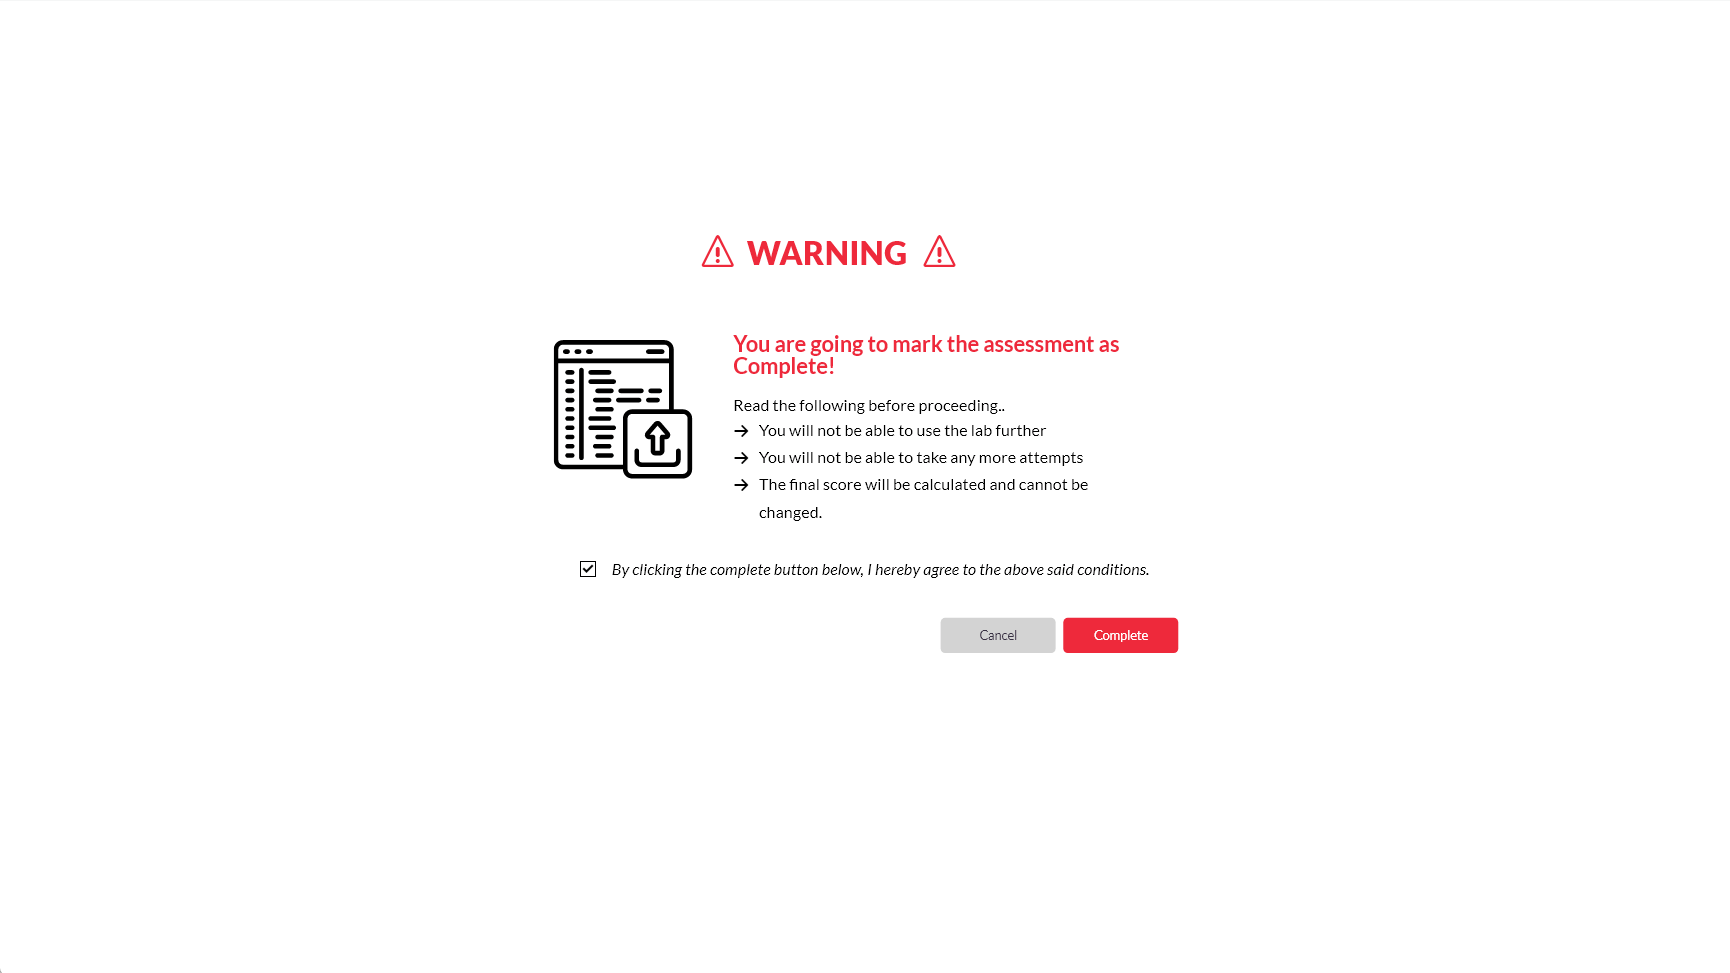 WARNING
You are going to mark the assessment as
Complete!
Read the following before proceeding..
You will not be able to use the lab further
You will not be able to take any more attempts
The final score will be calculated and cannot be
changed.
By clicking the complete button below, I hereby agree to the above said conditions.
Cancel
Complete